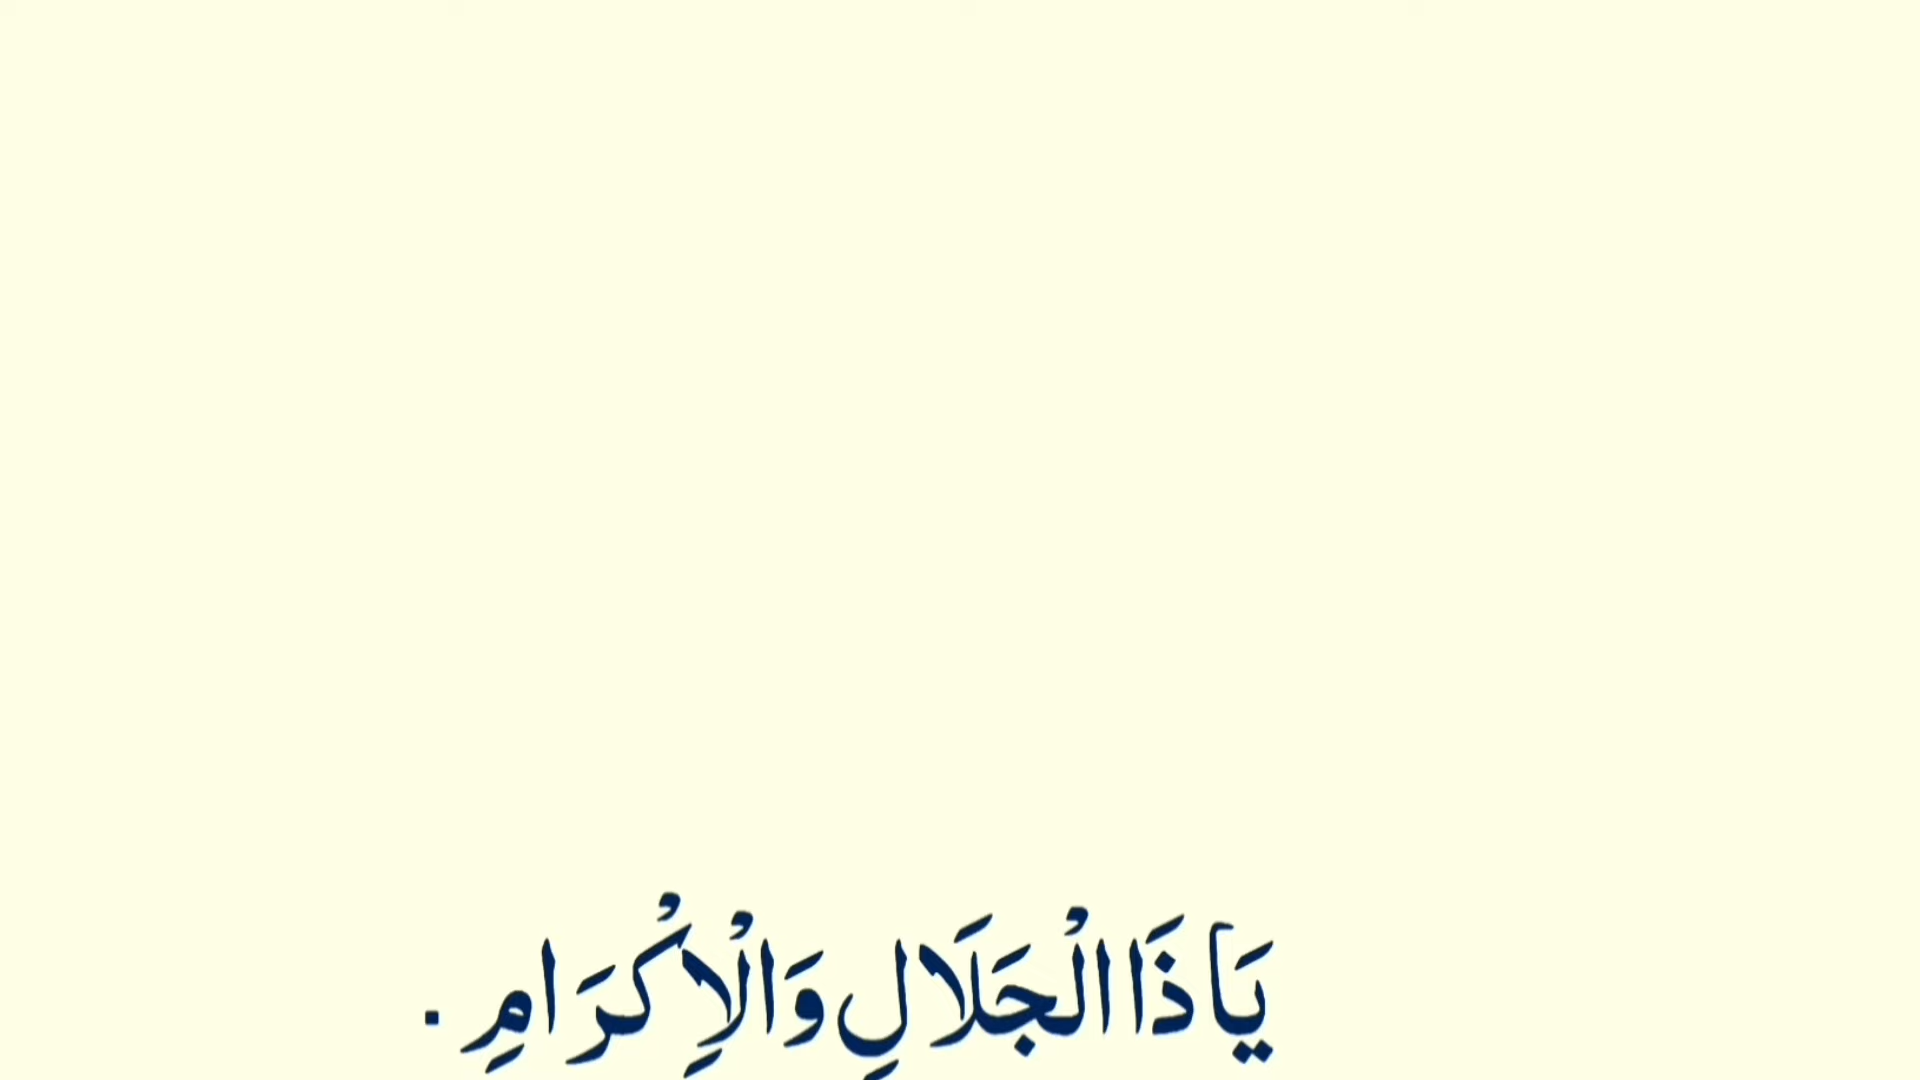 يَا ذَا الْجَلَالِ وَالْاِكْرَامِ .